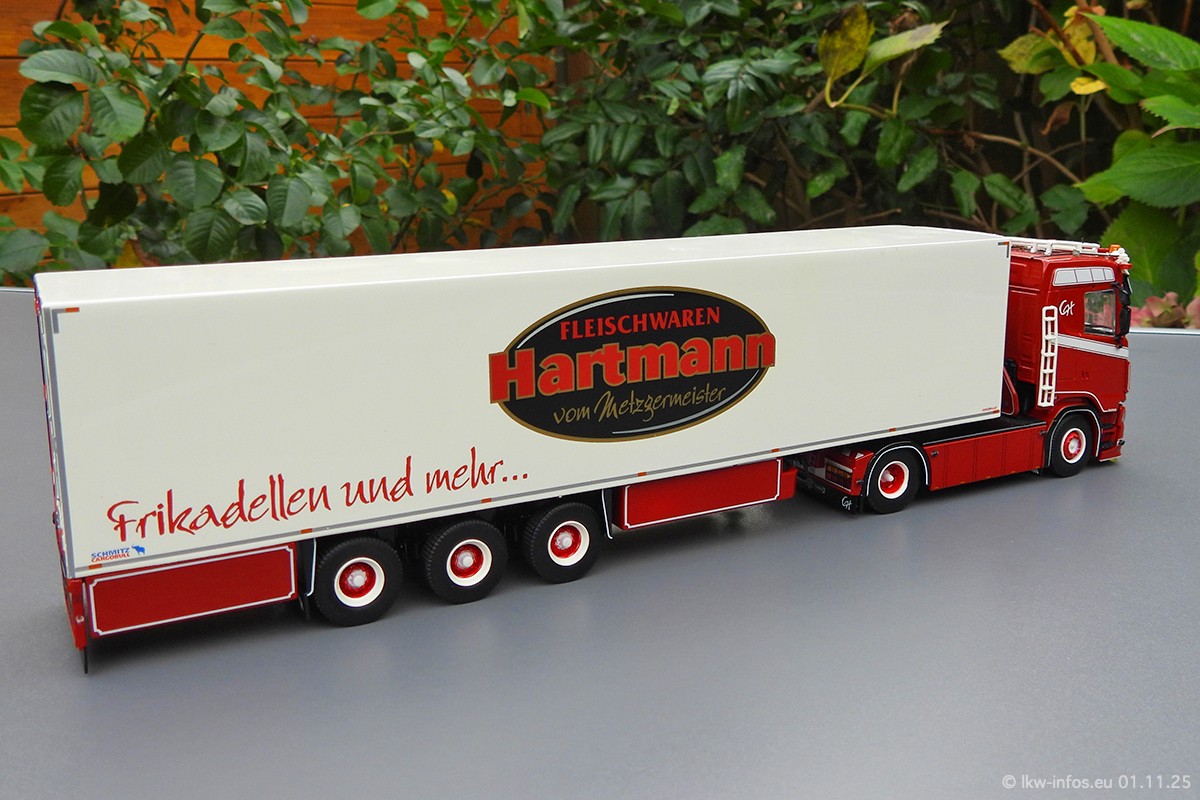 FLEISCHWAREN
Hartmann
vom Metzgermeister
Frikadellen und mehr...
SCHMITZ
CARGOBULL
© lkw-infos.eu 01.11.25